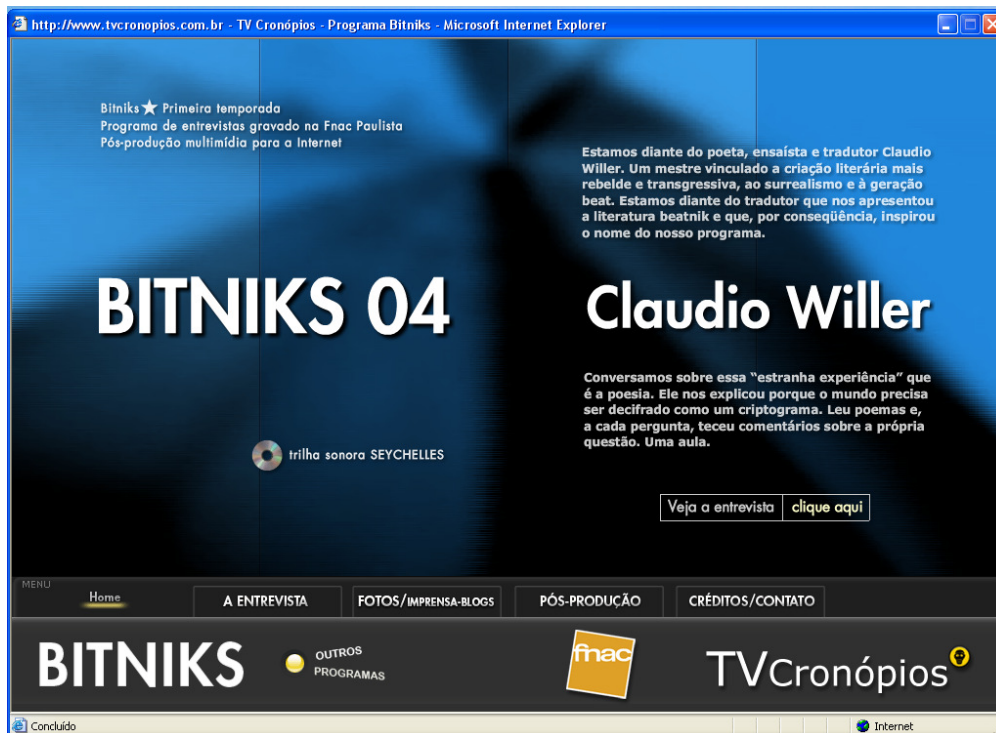 http://www.tvcronopios.com.br - TV Cronópios - Programa Bitniks - Microsoft Internet Explorer
Bitniks★ Primeira temporada
Programa de entrevistas gravado na Fnac Paulista
Pós-produção multimídia para a Internet
Estamos diante do poeta, ensaísta e tradutor Claudio
Willer. Um mestre vinculado a criação literária mais
rebelde e transgressiva, ao surrealismo e à geração
beat. Estamos diante do tradutor que nos apresentou
a literatura beatnik e que, por conseqüência, inspirou
o nome do nosso programa.
BITNIKS 04
Claudio Willer
Conversamos sobre essa “estranha experiência” que
é a poesia. Ele nos explicou porque o mundo precisa
ser decifrado como um criptograma. Leu poemas e,
a cada pergunta, teceu comentários sobre a própria
questão. Uma aula.
trilha sonora SEYCHELLES
Veja a entrevista clique aqui
MENU
Home
A ENTREVISTA
FOTOS/IMPRENSA-BLOGS
PÓS-PRODUÇÃO
CRÉDITOS/CONTATO
BITNIKS
OUTROS
PROGRAMAS
fnac
TVCronópios
Concluído
Internet